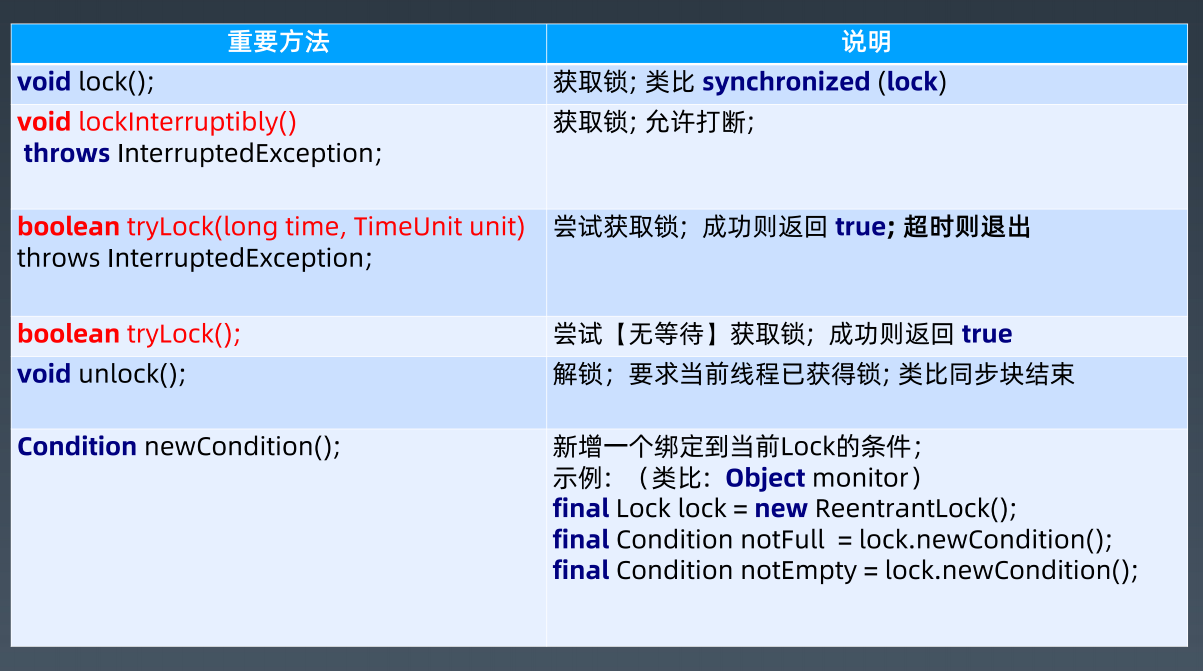 重要方法
说明
void lock();
获取锁; 类比 synchronized (lock)
void lockInterruptibly()
throws InterruptedException;
获取锁; 允许打断;
boolean tryLock(long time, TimeUnit unit)
throws InterruptedException;
尝试获取锁；成功则返回 true; 超时则退出
boolean tryLock();
尝试【无等待】获取锁；成功则返回 true
void unlock();
解锁；要求当前线程已获得锁; 类比同步块结束
Condition newCondition();
新增一个绑定到当前Lock的条件；
示例：（类比：Object monitor）
final Lock lock = new ReentrantLock();
final Condition notFull  = lock.newCondition();
final Condition notEmpty = lock.newCondition();